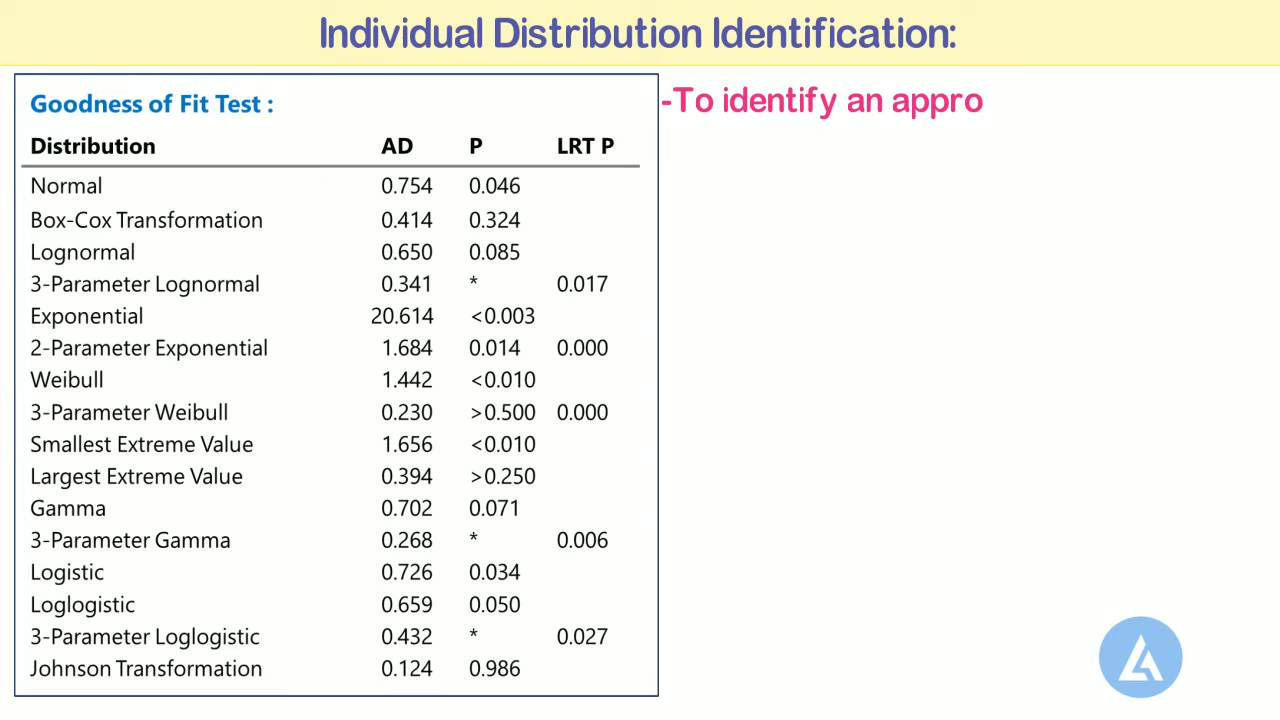 Individual Distribution Identification:
Goodness of Fit Test :
-To identify an appro
Distribution AD P LRT P
Normal 0.754 0.046
Box-Cox Transformation 0.414 0.324
Lognormal 0.650 0.085
3-Parameter Lognormal 0.341 * 0.017
Exponential 20.614 <0.003
2-Parameter Exponential 1.684 0.014 0.000
Weibull 1.442 <0.010
3-Parameter Weibull 0.230 >0.500 0.000
Smallest Extreme Value 1.656 <0.010
Largest Extreme Value 0.394 >0.250
Gamma 0.702 0.071
3-Parameter Gamma 0.268 * 0.006
Logistic 0.726 0.034
Loglogistic 0.659 0.050
3-Parameter Loglogistic 0.432 * 0.027
Johnson Transformation 0.124 0.986